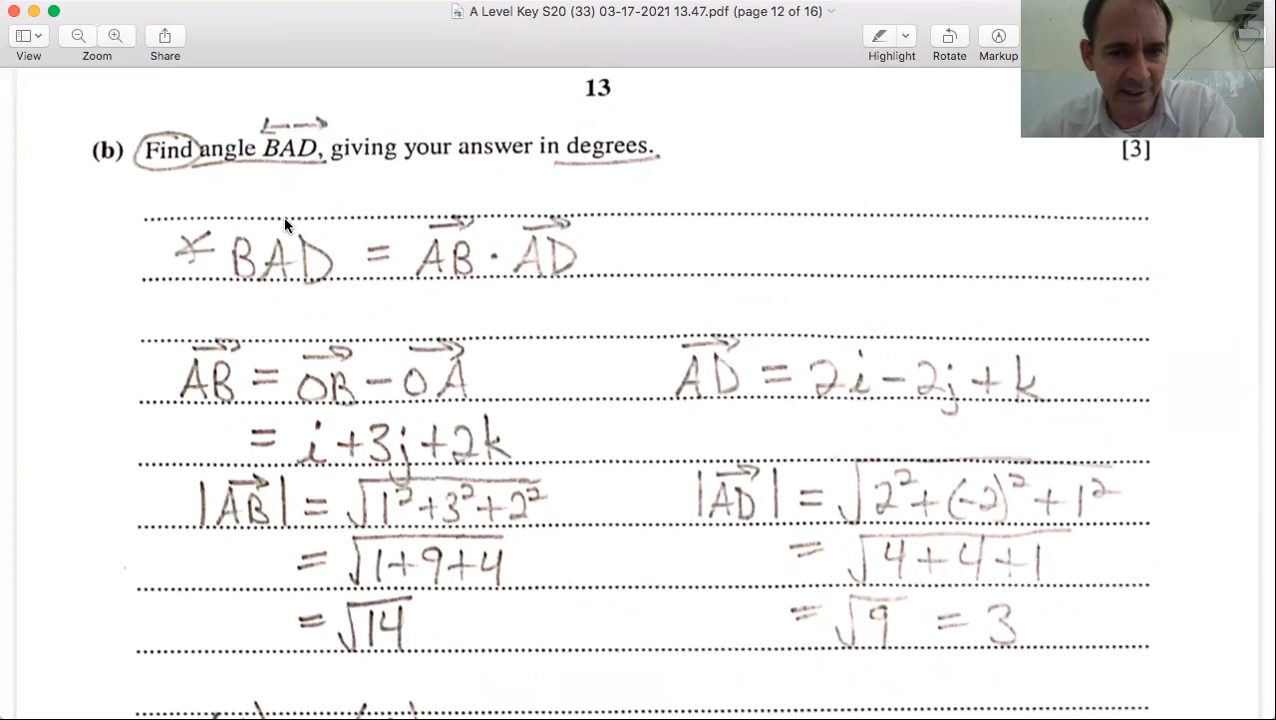 A Level Key S20 (33) 03-17-2021 13.47.pdf (page 12 of 16)
View Zoom Share Highlight Rotate Markup
13
(b) Find angle BAD, giving your answer in degrees. [3]
* BAD = AB · AD
AB = OB − OA AD = 2i − 2j + k
= i + 3j + 2k
|AB| = √1² + 3² + 2² |AD| = √2² + (−2)² + 1²
= √1 + 9 + 4 = √4 + 4 + 1
= √14 = √9 = 3